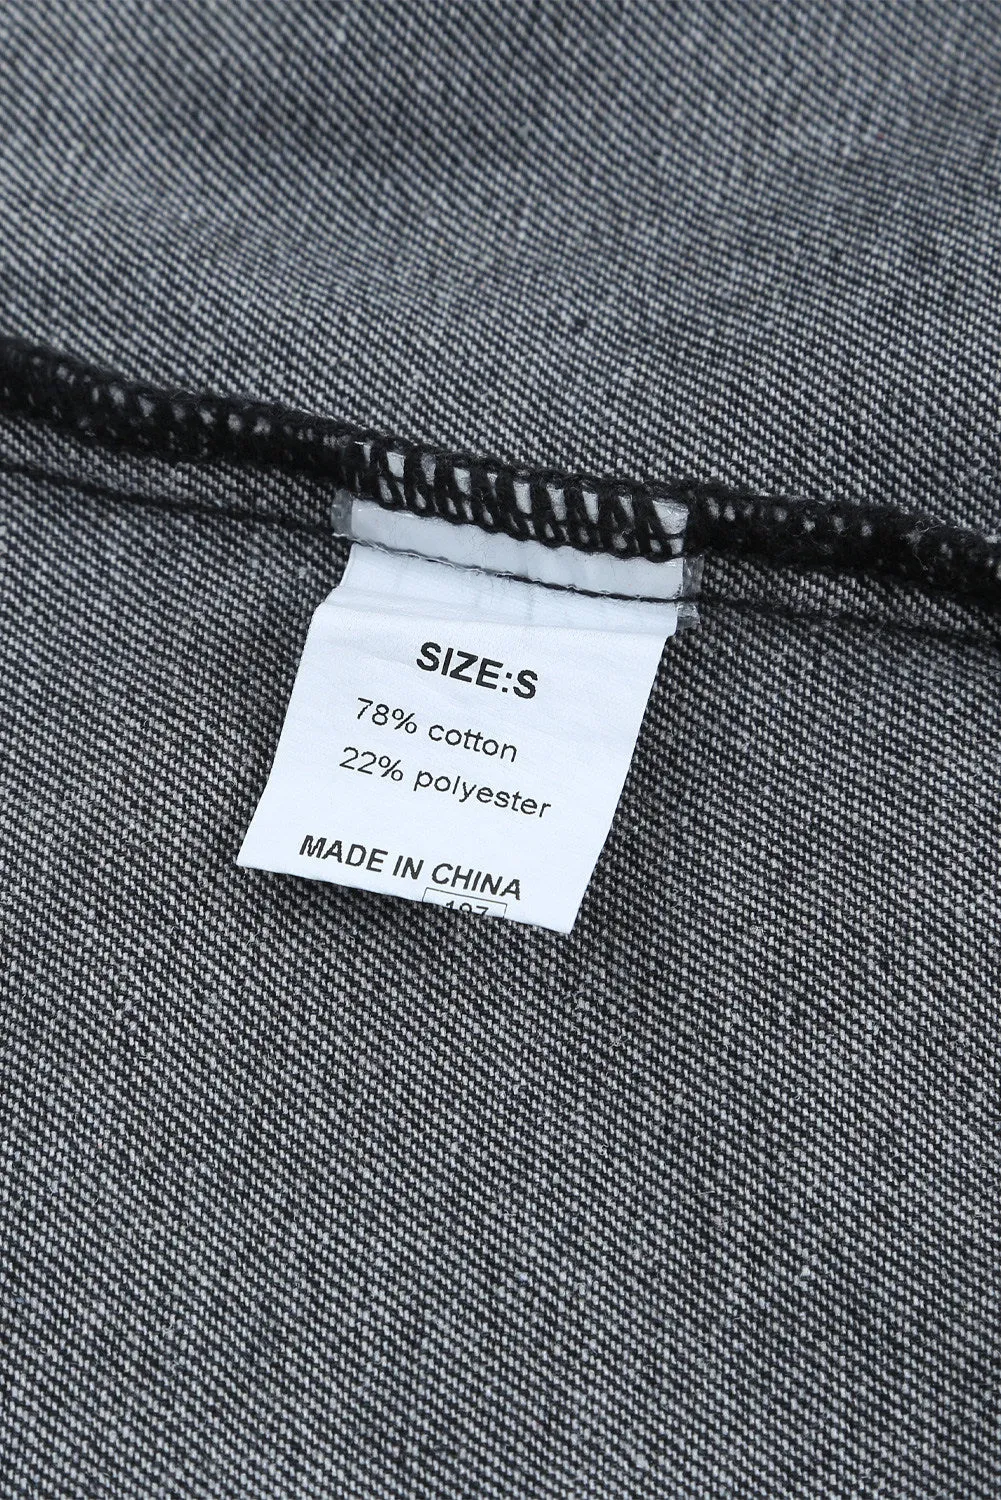 SIZE:S
78% cotton
22% polyester
MADE IN CHINA